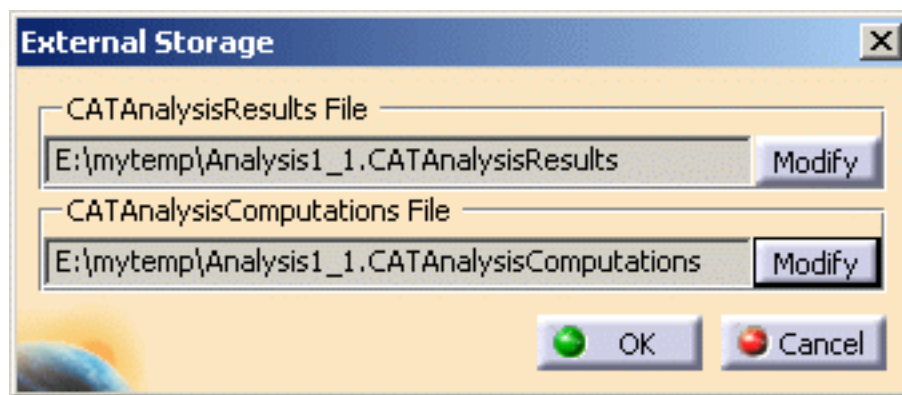 External Storage
CATAnalysisResults File
E:\mytemp\Analysis1_1.CATAnalysisResults Modify
CATAnalysisComputations File
E:\mytemp\Analysis1_1.CATAnalysisComputations Modify
OK Cancel